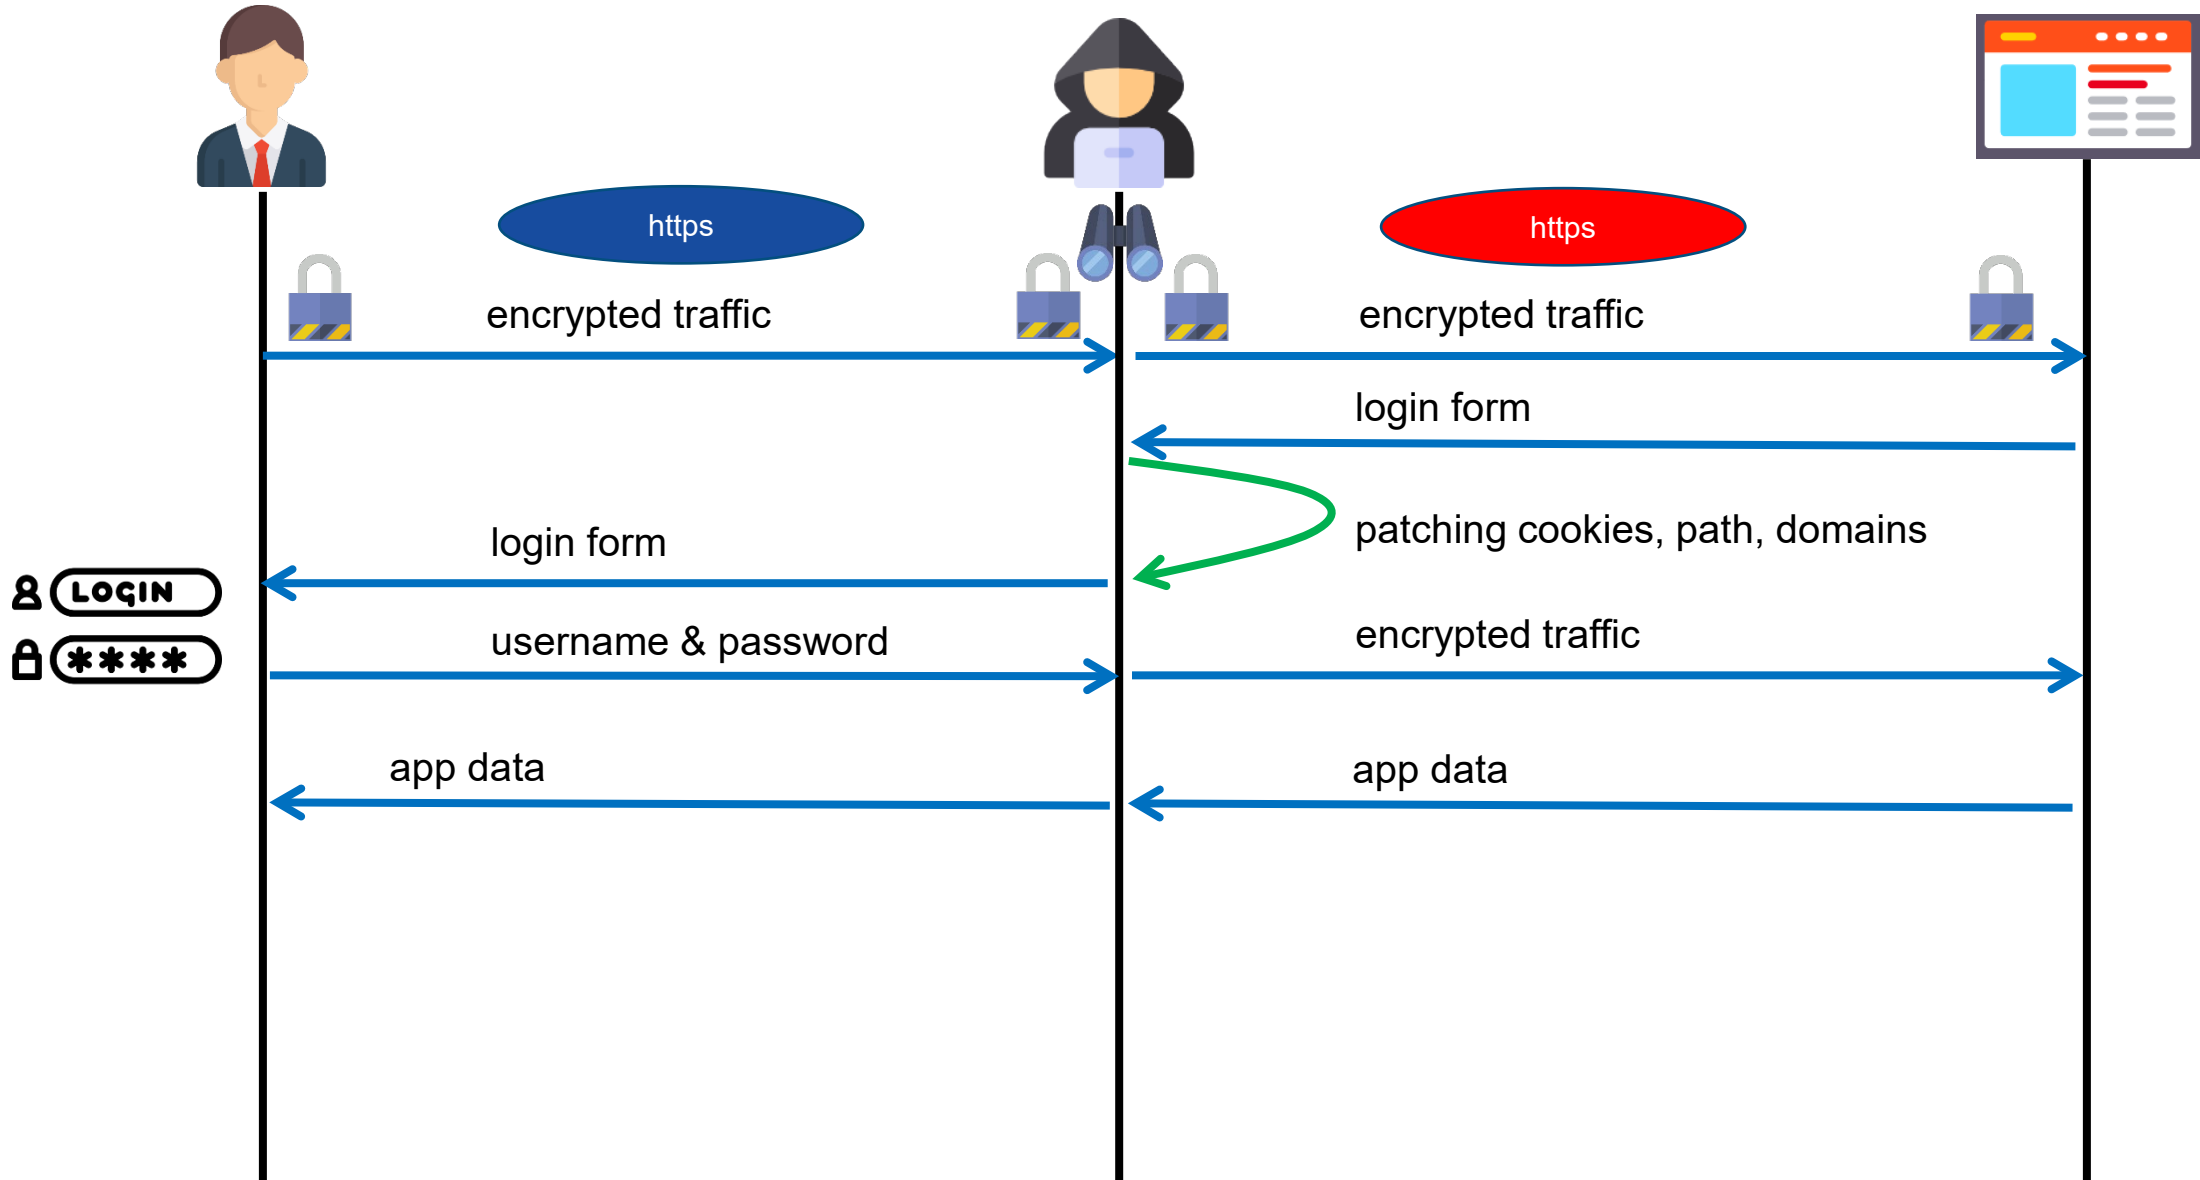 https
https
encrypted traffic
encrypted traffic
login form
patching cookies, path, domains
login form
LOGIN
username & password
encrypted traffic
****
app data
app data